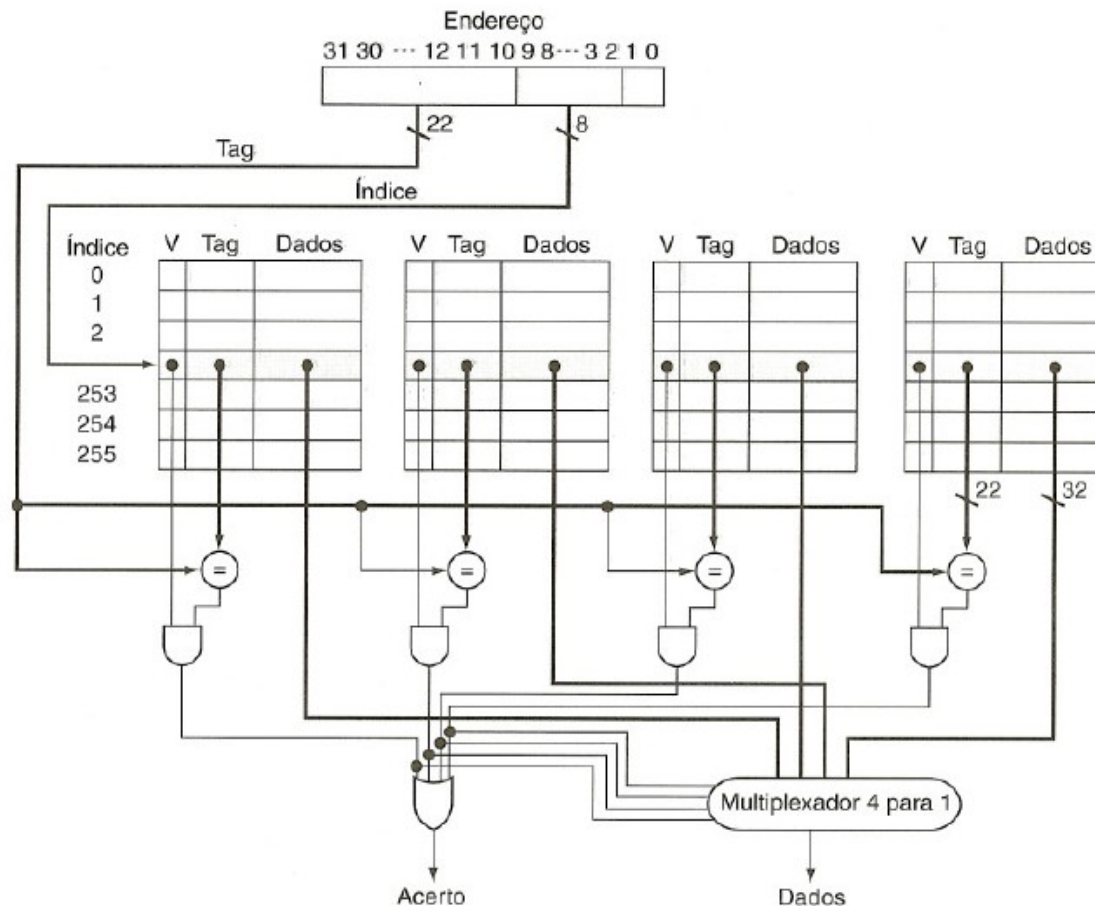 Endereço
31 30 ··· 12 11 10 9 8 ··· 3 2 1 0
22
8
Tag
Índice
Índice
V Tag Dados
V Tag Dados
V Tag Dados
V Tag Dados
0
1
2
253
254
255
22
32
=
=
=
=
Multiplexador 4 para 1
Acerto
Dados